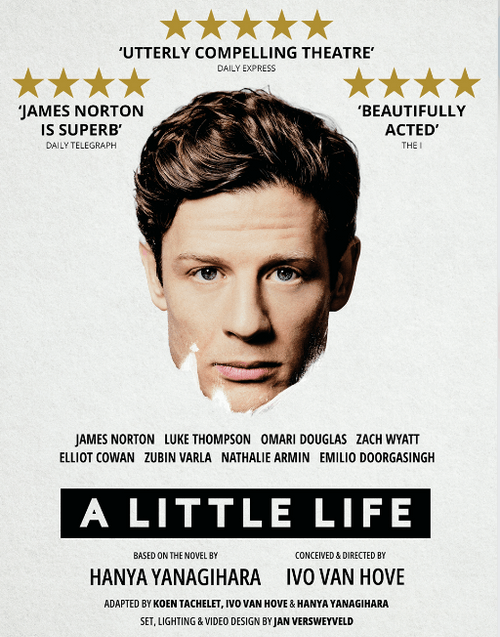 ‘UTTERLY COMPELLING THEATRE’
DAILY EXPRESS
‘JAMES NORTON
IS SUPERB’
DAILY TELEGRAPH
‘BEAUTIFULLY
ACTED’
THE I
JAMES NORTON LUKE THOMPSON OMARI DOUGLAS ZACH WYATT
ELLIOT COWAN ZUBIN VARLA NATHALIE ARMIN EMILIO DOORGASINGH
A LITTLE LIFE
BASED ON THE NOVEL BY
HANYA YANAGIHARA
CONCEIVED & DIRECTED BY
IVO VAN HOVE
ADAPTED BY KOEN TACHELET, IVO VAN HOVE & HANYA YANAGIHARA
SET, LIGHTING & VIDEO DESIGN BY JAN VERSWEYVELD